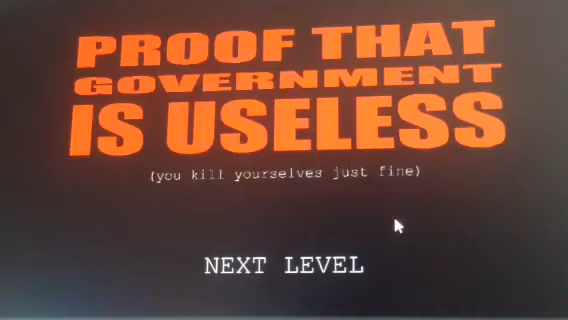 PROOF THAT
GOVERNMENT
IS USELESS
(you kill yourselves just fine)
NEXT LEVEL